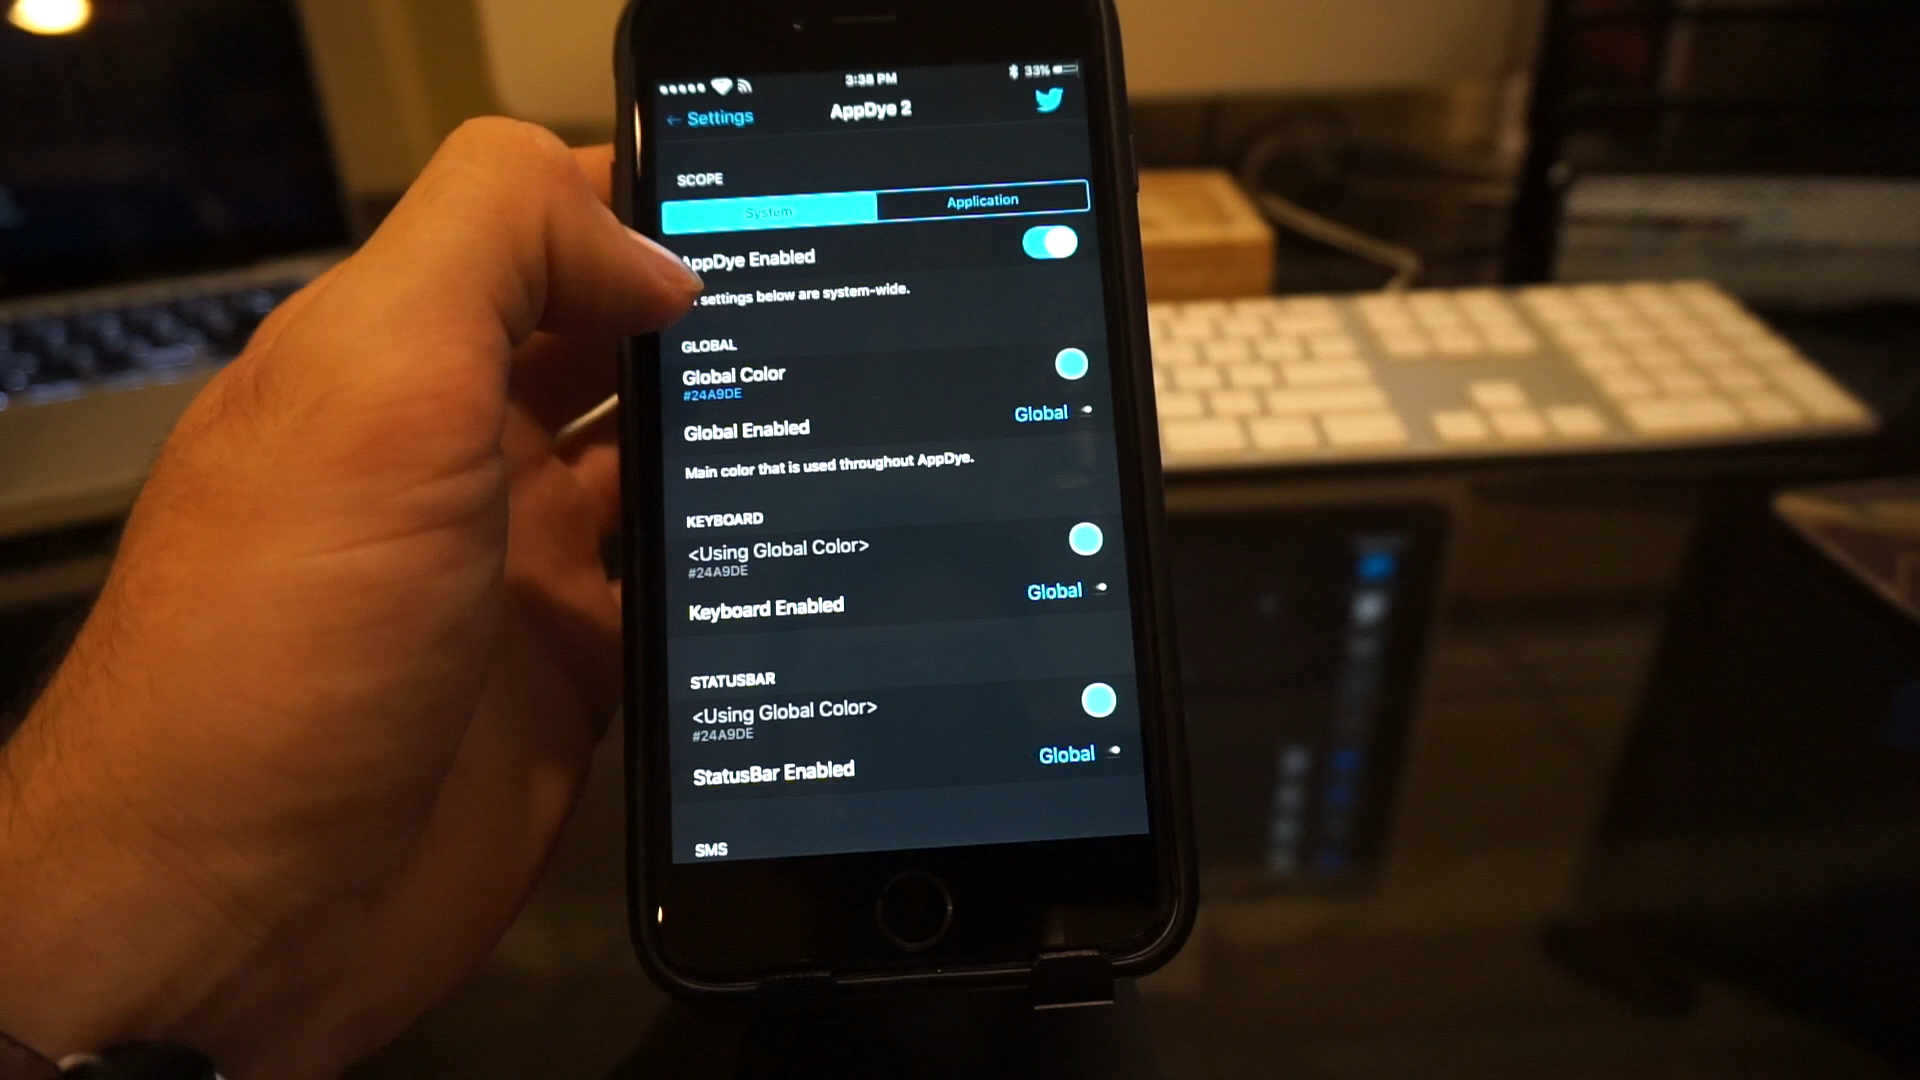 3:38 PM
33%
← Settings
AppDye 2
SCOPE
System
Application
AppDye Enabled
settings below are system-wide.
GLOBAL
Global Color
#24A9DE
Global Enabled
Global
Main color that is used throughout AppDye.
KEYBOARD
<Using Global Color>
#24A9DE
Keyboard Enabled
Global
STATUSBAR
<Using Global Color>
#24A9DE
StatusBar Enabled
Global
SMS